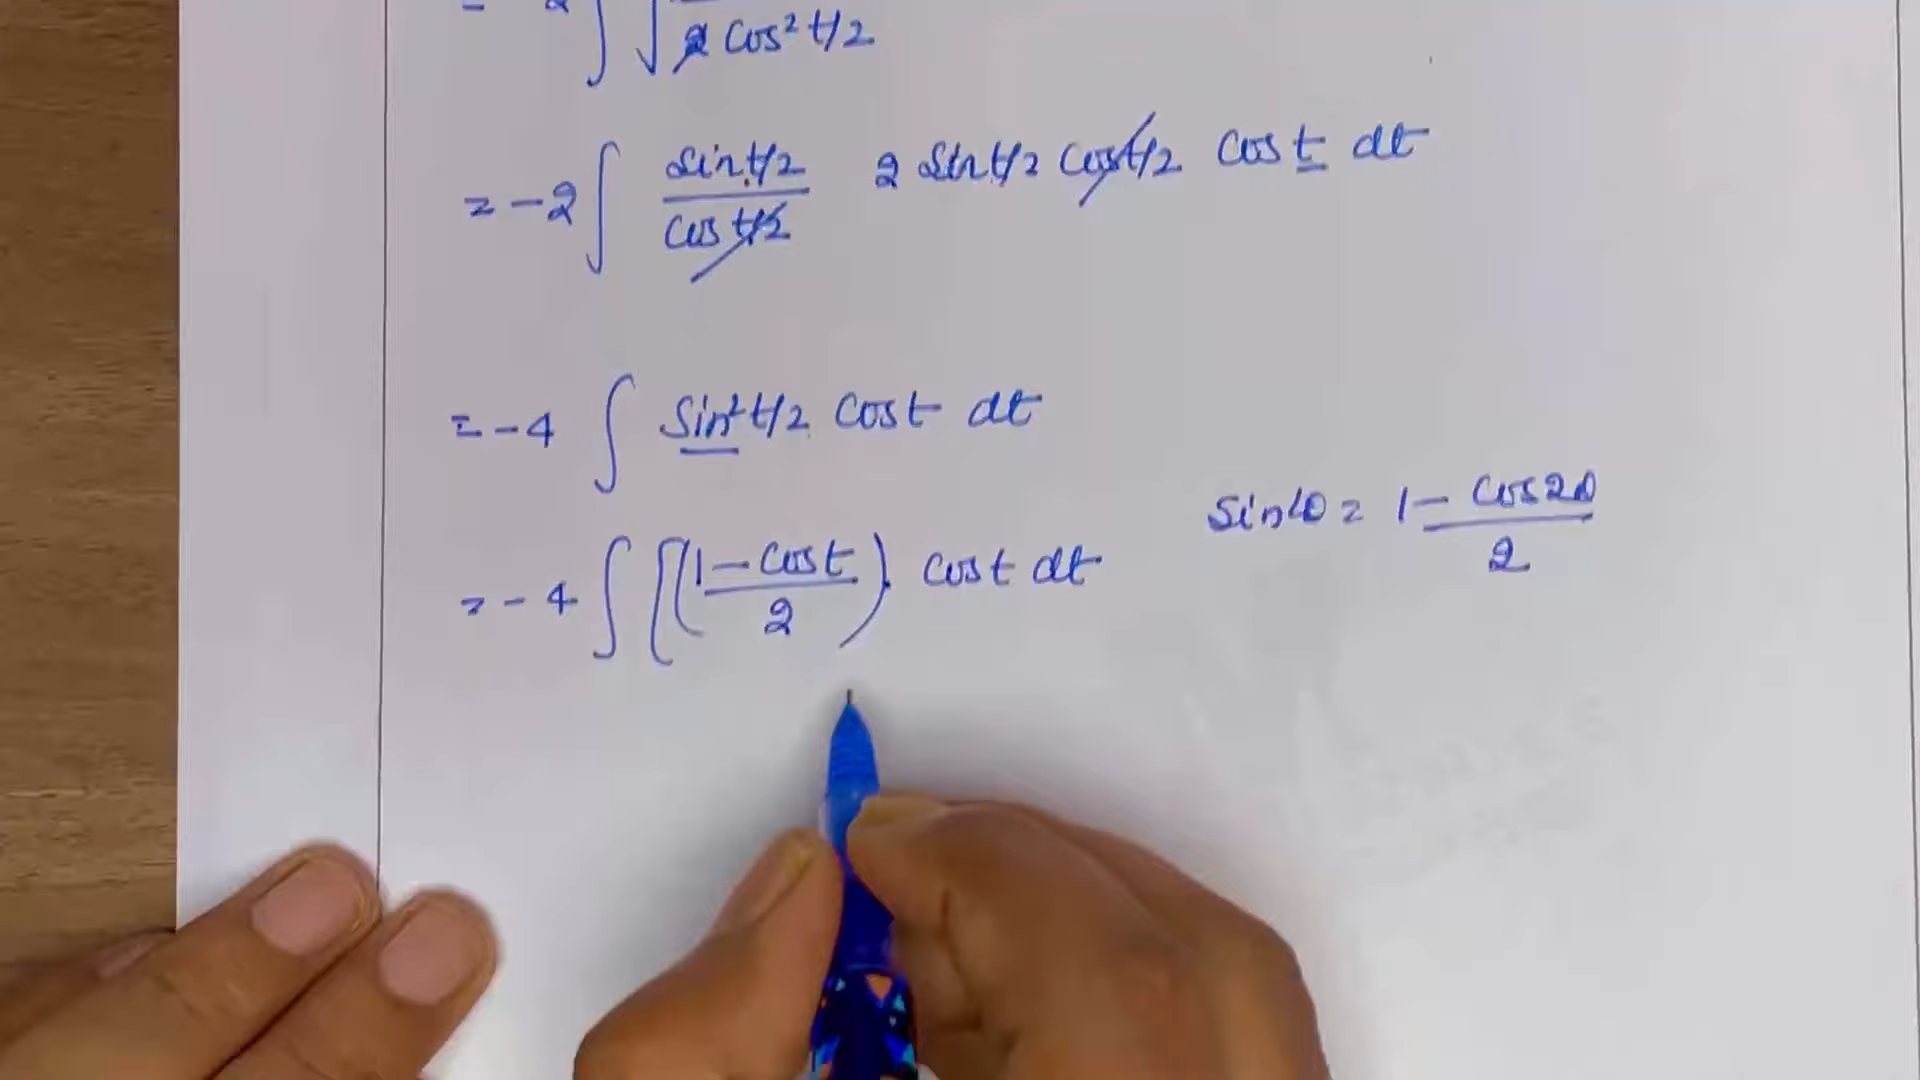 = -2 ∫ √ 2 Cos² t/2
= -2 ∫ Sin t/2 / Cos t/2 2 Sin t/2 Cos t/2 Cos t dt
= -4 ∫ Sin² t/2 Cos t dt
Sin²θ = 1 - Cos 2θ / 2
= -4 ∫ [(1 - Cos t / 2) Cos t dt